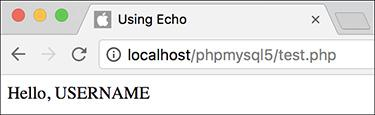 Using Echo
localhost/phpmysql5/test.php
Hello, USERNAME